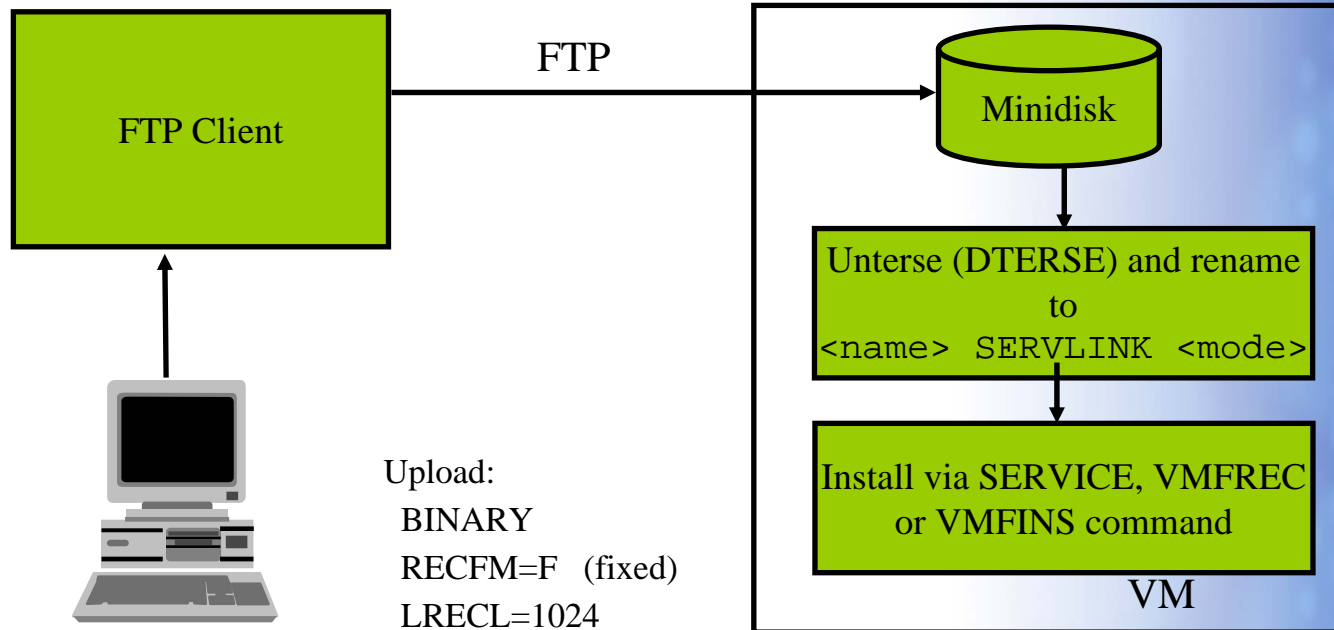 FTP
FTP Client
Minidisk
Unterse (DTERSE) and rename
to
<name> SERVLINK <mode>
Install via SERVICE, VMFREC
or VMFINS command
VM
Upload:
BINARY
RECFM=F (fixed)
LRECL=1024